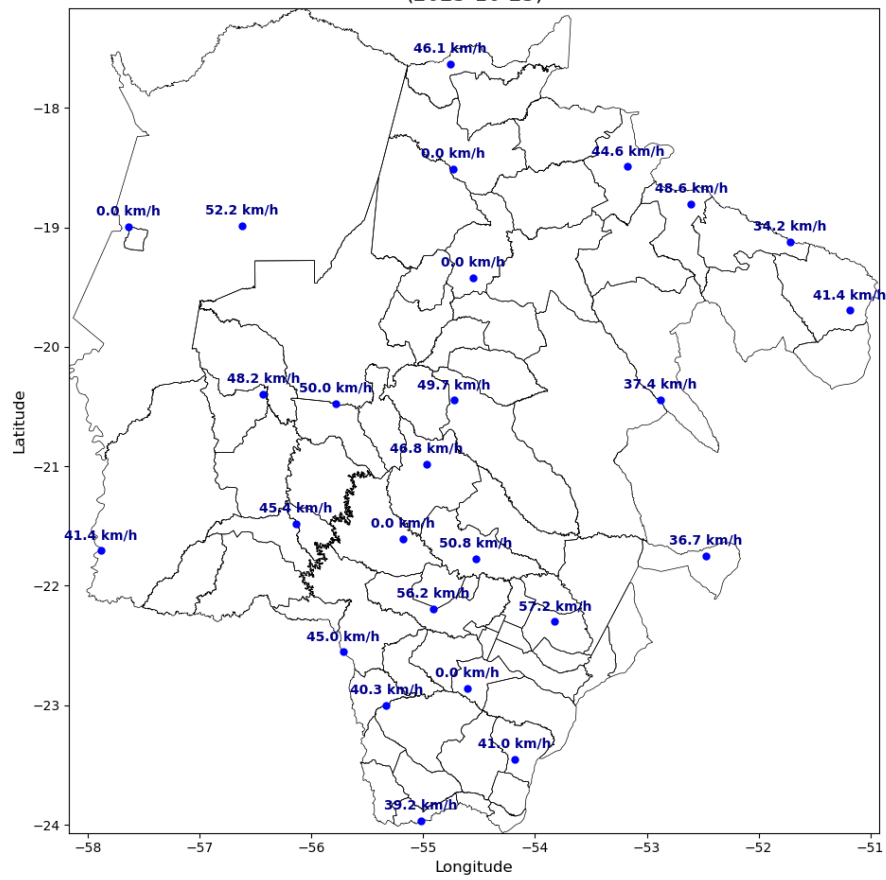 46.1 km/h
−18
0.0 km/h
44.6 km/h
48.6 km/h
0.0 km/h
52.2 km/h
34.2 km/h
−19
0.0 km/h
41.4 km/h
−20
48.2 km/h
50.0 km/h
49.7 km/h
37.4 km/h
46.8 km/h
−21
45.4 km/h
0.0 km/h
41.4 km/h
50.8 km/h
36.7 km/h
−22
56.2 km/h
57.2 km/h
45.0 km/h
0.0 km/h
40.3 km/h
−23
41.0 km/h
39.2 km/h
−24
−58 −57 −56 −55 −54 −53 −52 −51
Longitude
Latitude